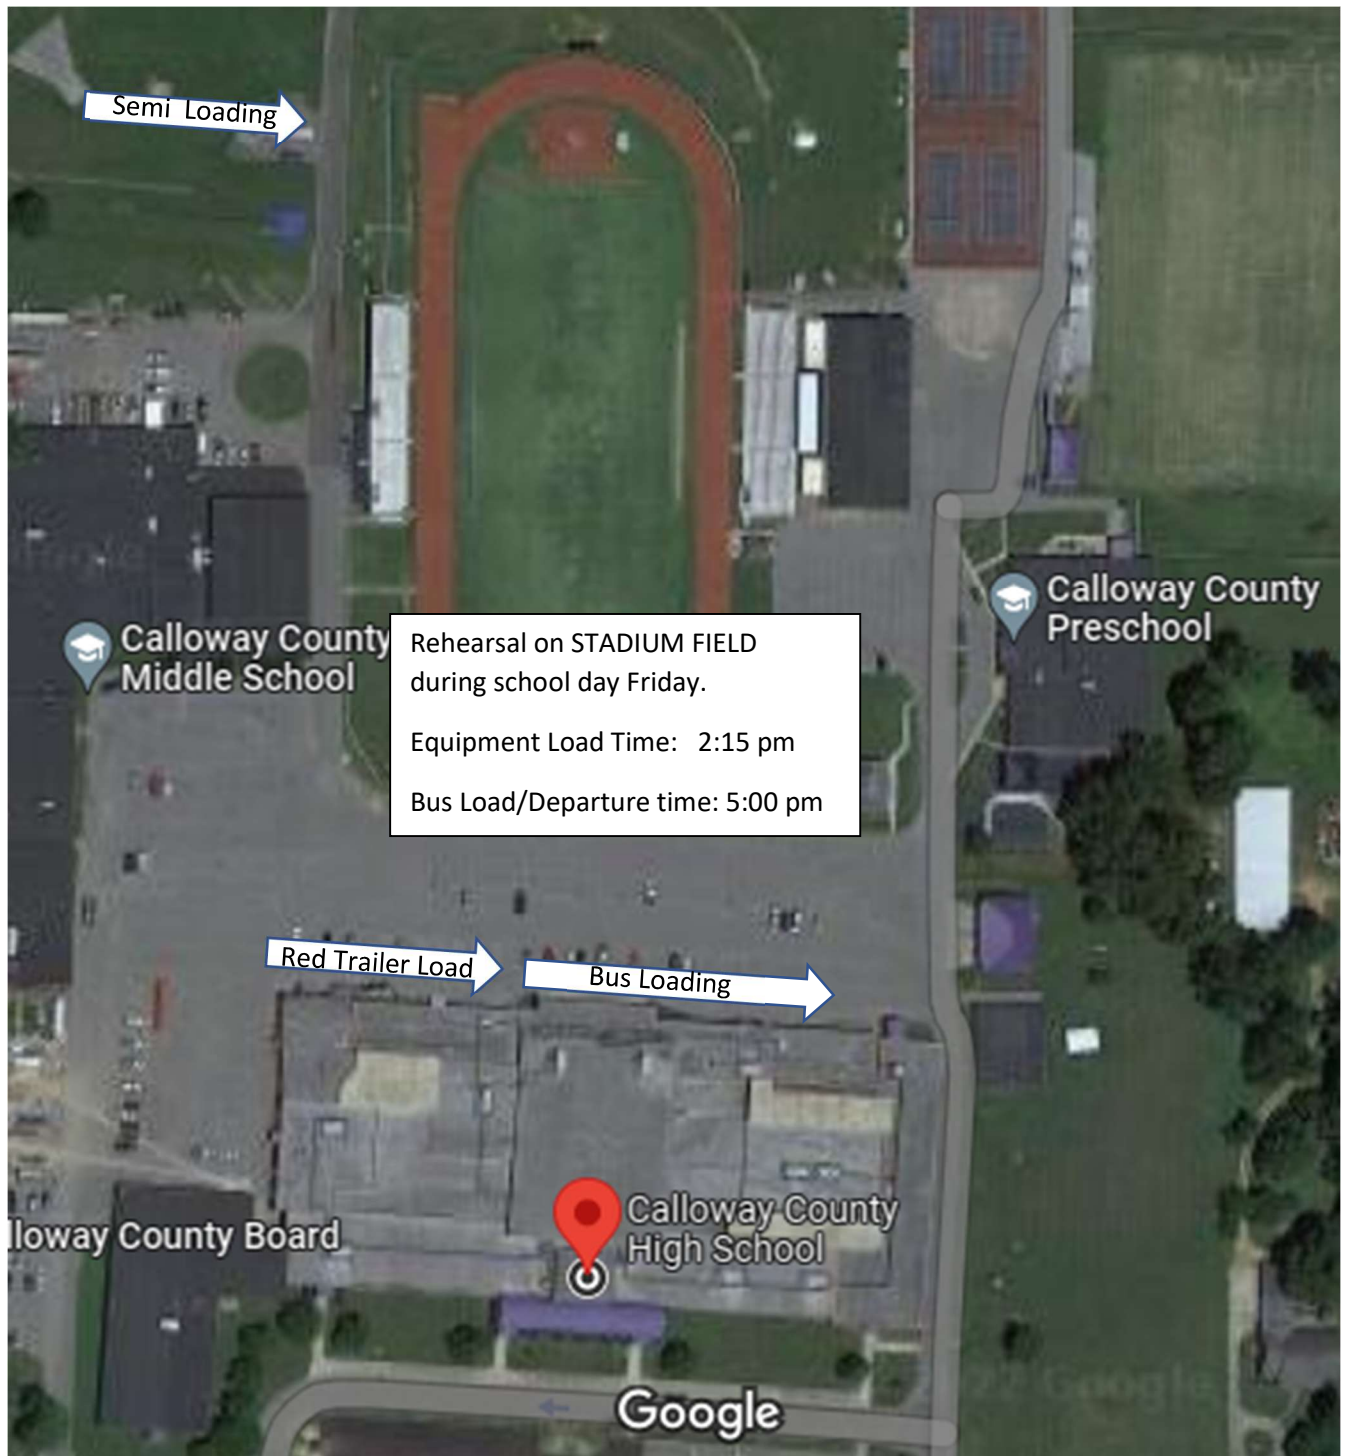 Semi Loading
Calloway County
Preschool
Calloway County
Middle School
Rehearsal on STADIUM FIELD
during school day Friday.
Equipment Load Time: 2:15 pm
Bus Load/Departure time: 5:00 pm
Red Trailer Load
Bus Loading
Calloway County
High School
lloway County Board
Google
Google